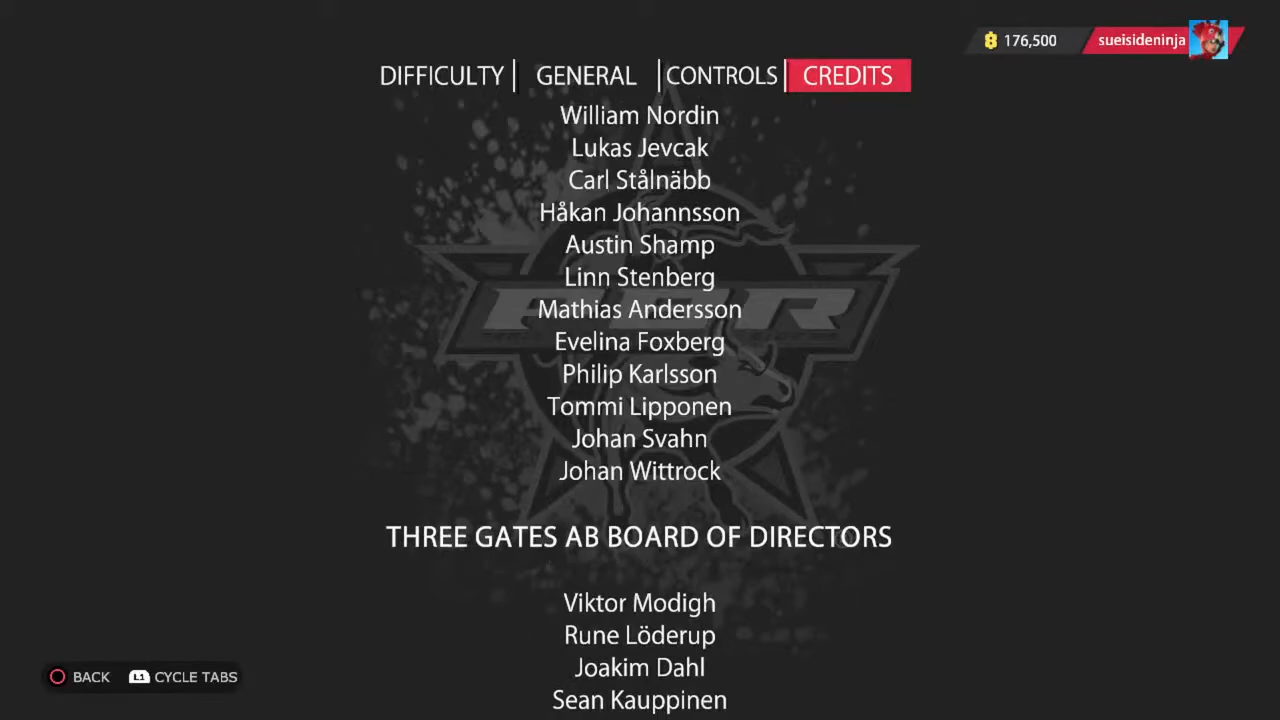 176,500 sueisideninja
DIFFICULTY GENERAL CONTROLS CREDITS
William Nordin
Lukas Jevcak
Carl Stålnäbb
Håkan Johannsson
Austin Shamp
Linn Stenberg
Mathias Andersson
Evelina Foxberg
Philip Karlsson
Tommi Lipponen
Johan Svahn
Johan Wittrock
PBR
THREE GATES AB BOARD OF DIRECTORS
Viktor Modigh
Rune Löderup
Joakim Dahl
Sean Kauppinen
BACK L1 CYCLE TABS